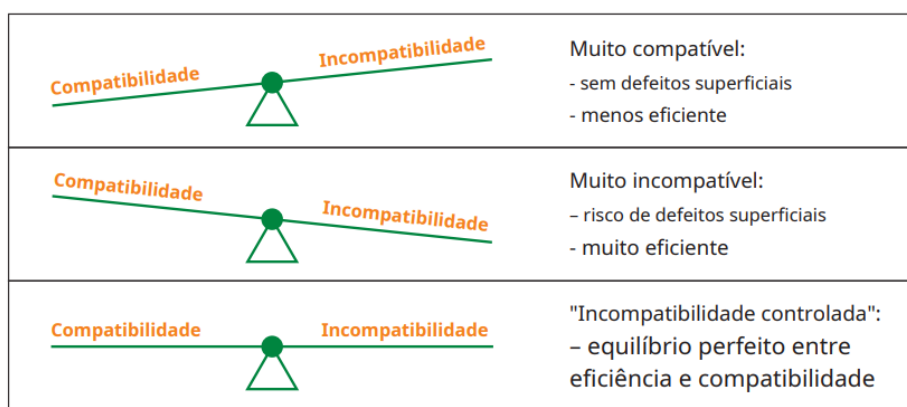 Compatibilidade
Incompatibilidade
Muito compatível:
- sem defeitos superficiais
- menos eficiente
Compatibilidade
Incompatibilidade
Muito incompatível:
– risco de defeitos superficiais
- muito eficiente
Compatibilidade
Incompatibilidade
"Incompatibilidade controlada":
– equilíbrio perfeito entre
eficiência e compatibilidade